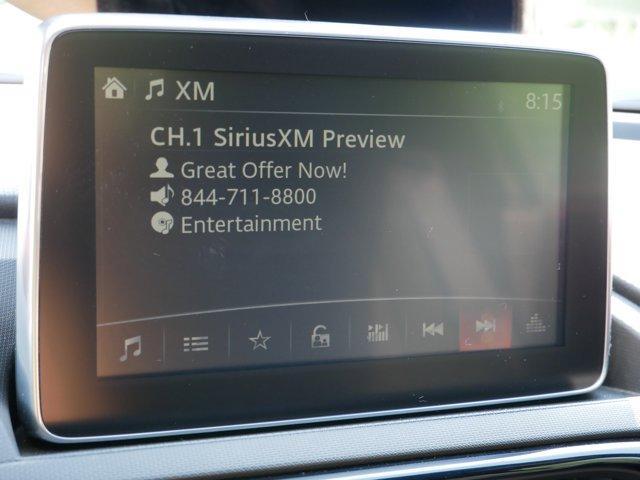 XM
8:15
CH.1 SiriusXM Preview
Great Offer Now!
844-711-8800
Entertainment